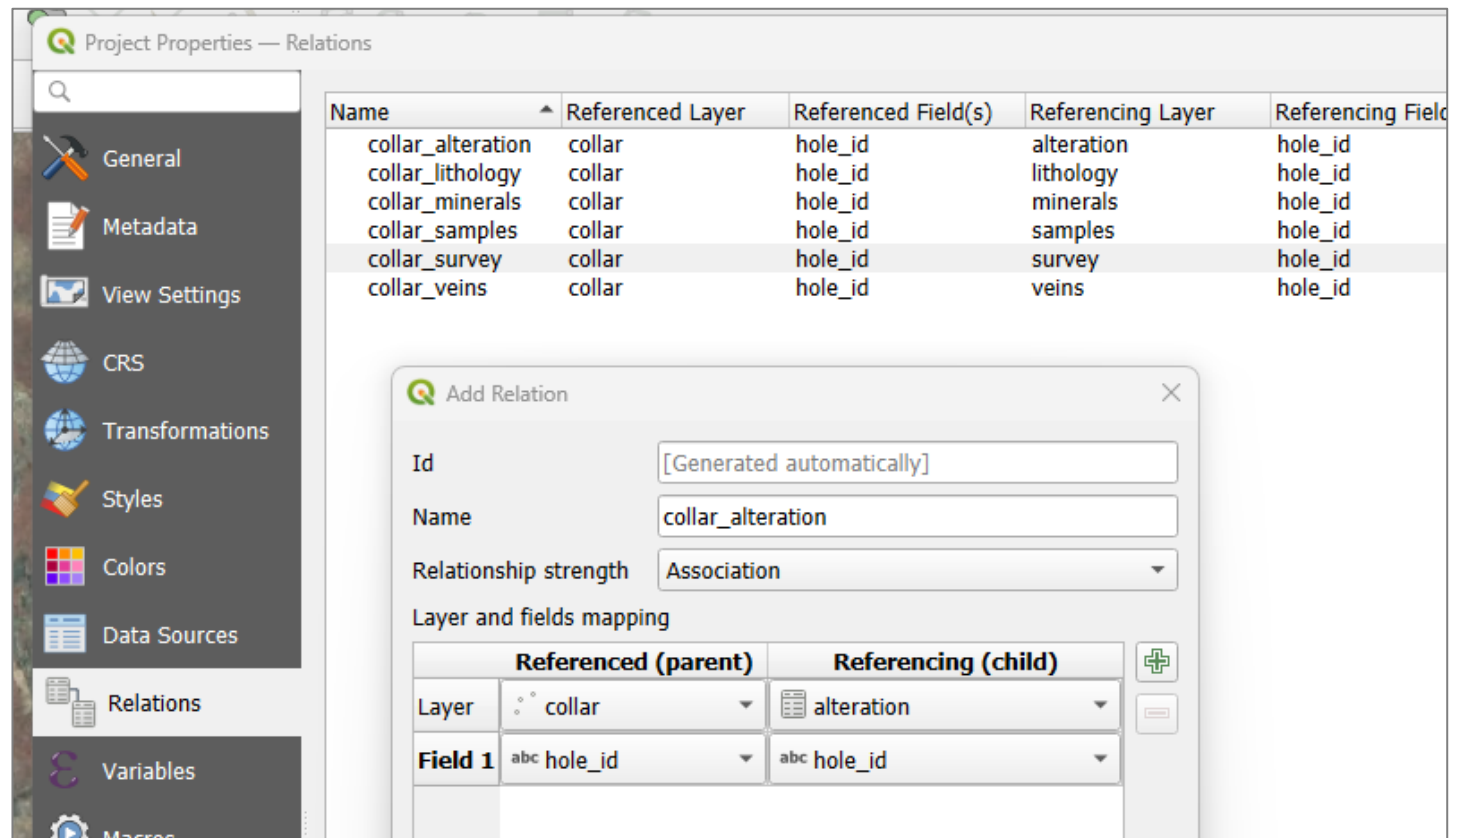 Project Properties — Relations
Name Referenced Layer Referenced Field(s) Referencing Layer Referencing Field
collar_alteration collar hole_id alteration hole_id
collar_lithology collar hole_id lithology hole_id
collar_minerals collar hole_id minerals hole_id
collar_samples collar hole_id samples hole_id
collar_survey collar hole_id survey hole_id
collar_veins collar hole_id veins hole_id
General
Metadata
View Settings
CRS
Transformations
Styles
Colors
Data Sources
Relations
Variables
Macros
Add Relation
Id [Generated automatically]
Name collar_alteration
Relationship strength Association
Layer and fields mapping
Referenced (parent) Referencing (child)
Layer collar alteration
Field 1 abc hole_id abc hole_id